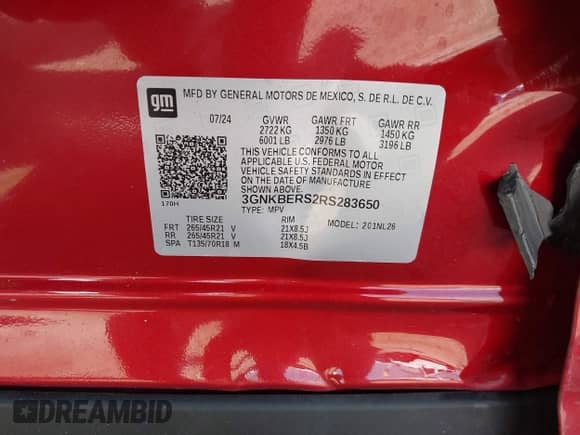 gm
MFD BY GENERAL MOTORS DE MEXICO, S. DE R.L. DE C.V.
07/24 GVWR GAWR FRT GAWR RR
2722 KG 1350 KG 1450 KG
6001 LB 2976 LB 3196 LB
THIS VEHICLE CONFORMS TO ALL
APPLICABLE U.S. FEDERAL MOTOR
VEHICLE SAFETY STANDARDS IN EFFECT
ON THE DATE OF MANUFACTURE
SHOWN ABOVE.
170H 3GNKBERS2RS283650
TYPE: MPV
TIRE SIZE RIM MODEL: 201NL26
FRT 265/45R21 V 21X8.5J
RR 265/45R21 V 21X8.5J
SPA T135/70R18 M 18X4.5B
DREAMBID